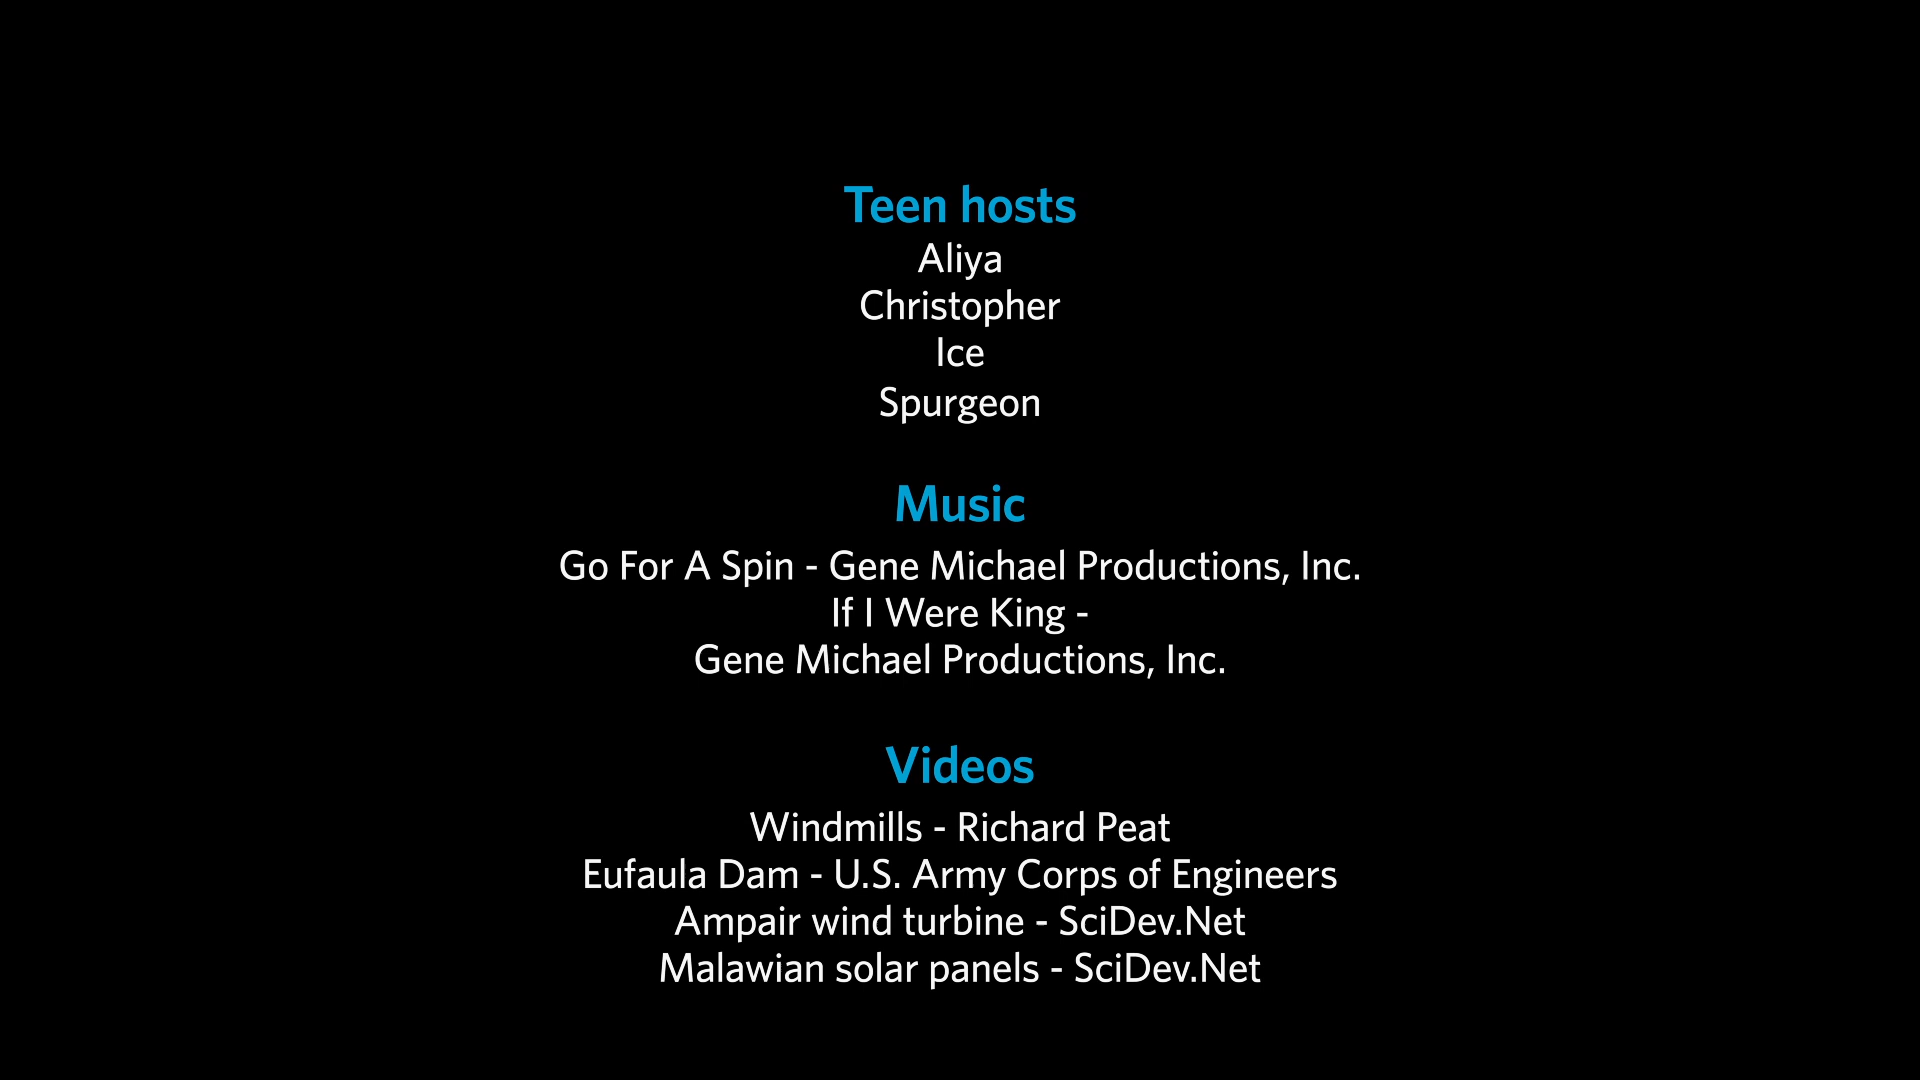 Teen hosts
Aliya
Christopher
Ice
Spurgeon
Music
Go For A Spin - Gene Michael Productions, Inc.
If I Were King -
Gene Michael Productions, Inc.
Videos
Windmills - Richard Peat
Eufaula Dam - U.S. Army Corps of Engineers
Ampair wind turbine - SciDev.Net
Malawian solar panels - SciDev.Net